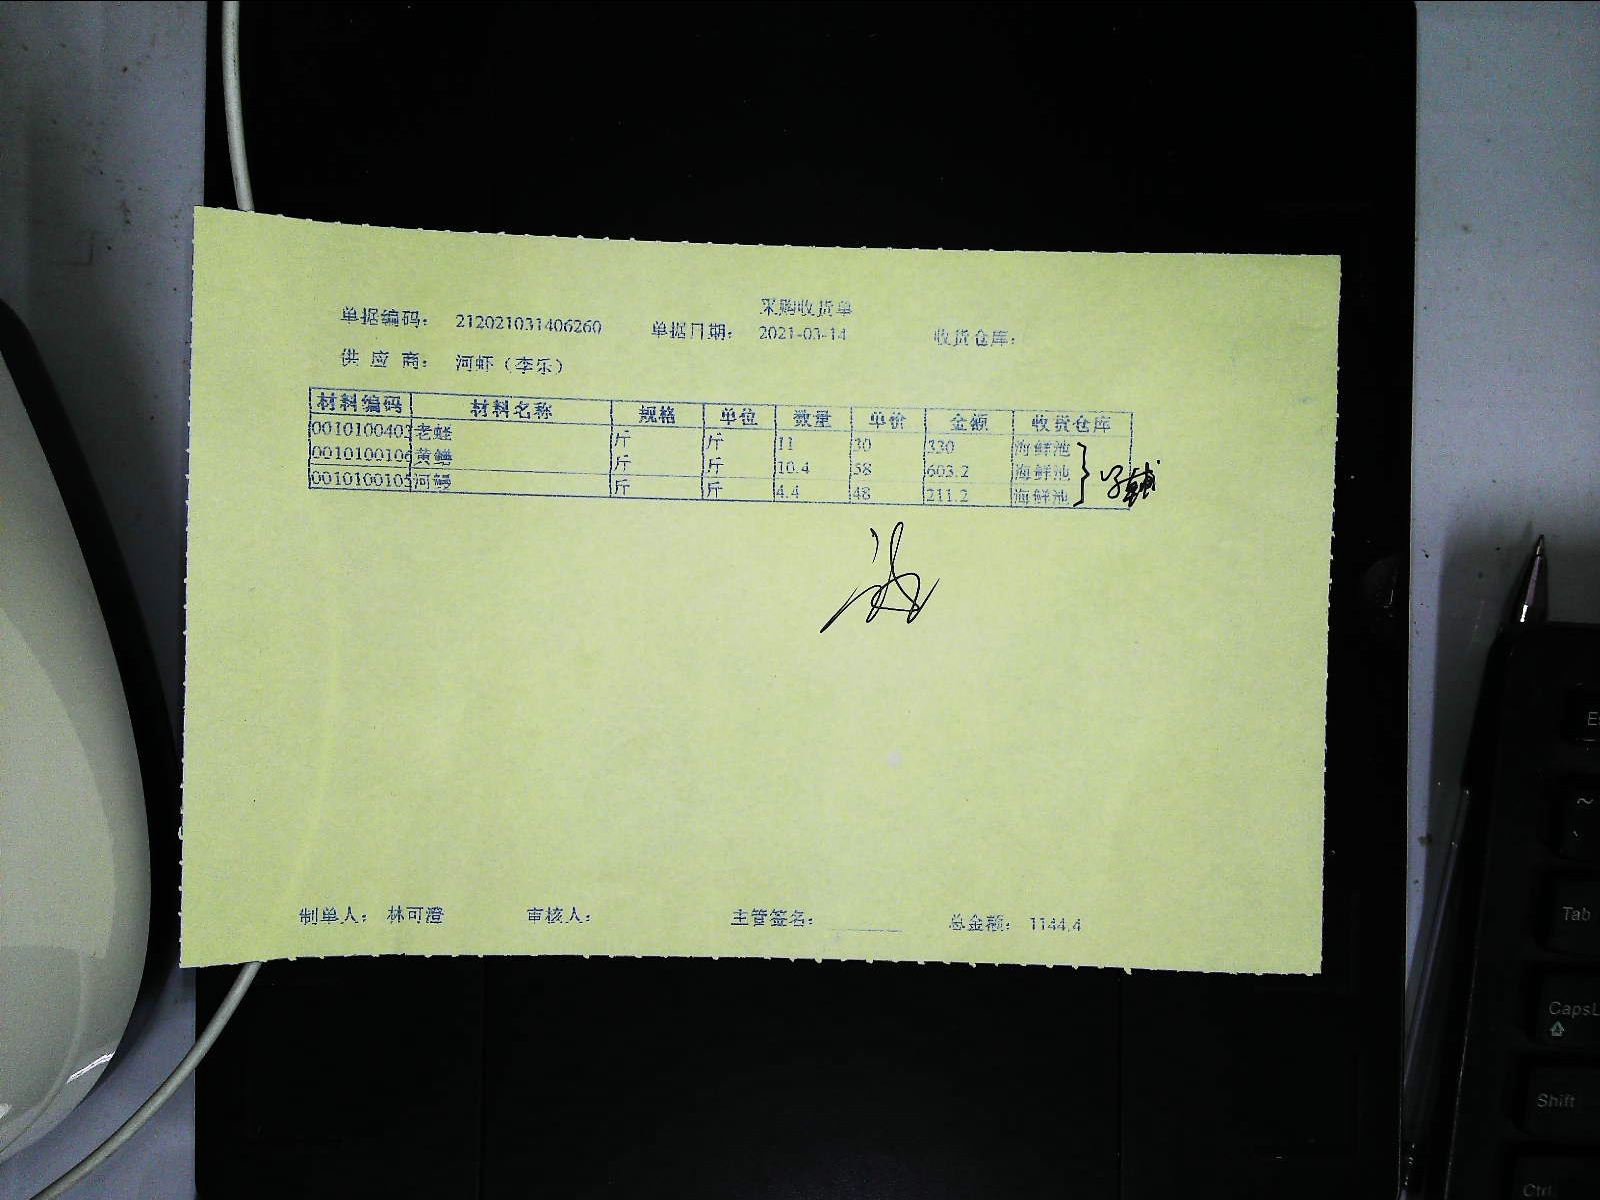 采购收货单
单据编码： 212021031406260 单据日期： 2021-03-14 收货仓库：
供 应 商： 河虾（李乐）
材料编码 材料名称 规格 单位 数量 单价 金额 收货仓库
0010100402 老蛏 斤 斤 11 30 330 海鲜池
0010100106 黄鳝 斤 斤 10.4 58 603.2 海鲜池
0010100105 河鳗 斤 斤 4.4 48 211.2 海鲜池
制单人： 林可澄 审核人： 主管签名： 总金额： 1144.4
Es
~
Tab
CapsL
Shift
Ctrl